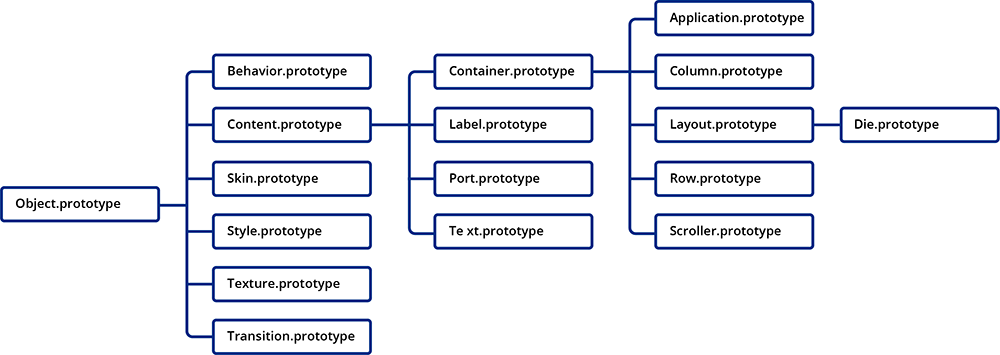 Object.prototype
Behavior.prototype
Content.prototype
Skin.prototype
Style.prototype
Texture.prototype
Transition.prototype
Container.prototype
Label.prototype
Port.prototype
Te xt.prototype
Application.prototype
Column.prototype
Layout.prototype
Row.prototype
Scroller.prototype
Die.prototype